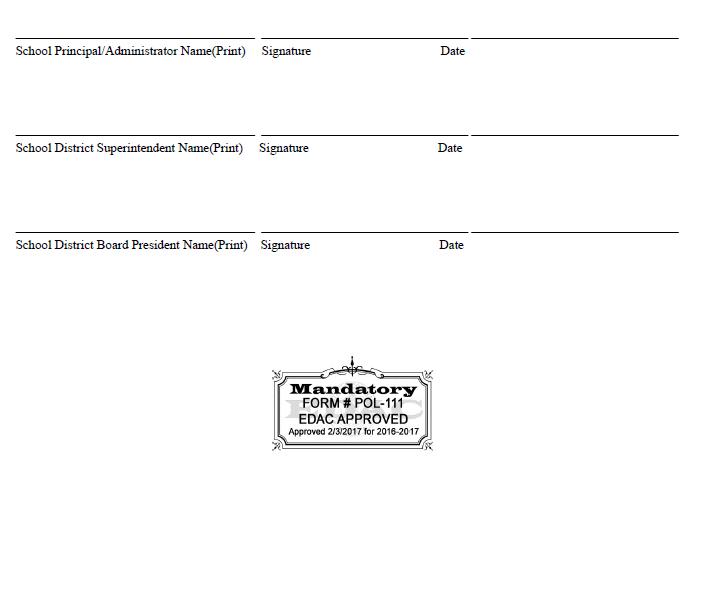 School Principal/Administrator Name(Print) Signature Date
School District Superintendent Name(Print) Signature Date
School District Board President Name(Print) Signature Date
Mandatory
FORM # POL-111
EDAC APPROVED
Approved 2/3/2017 for 2016-2017